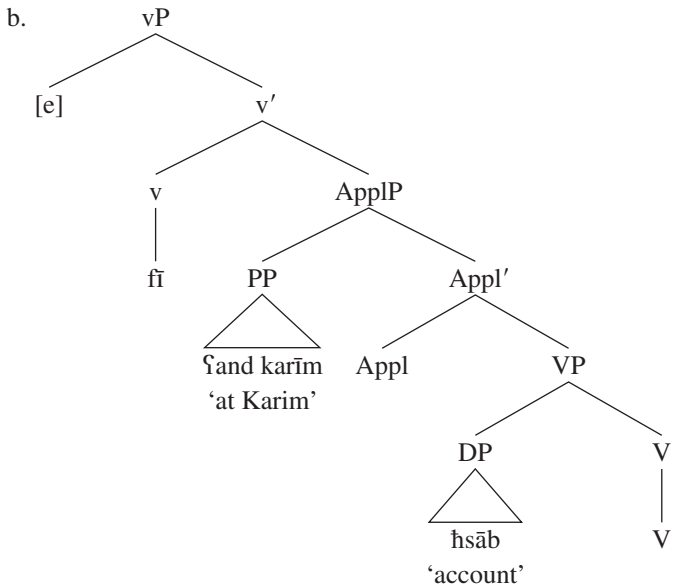 b. vP
[e] v′
v ApplP
fī PP Appl′
ʕand karīm Appl VP
‘at Karim’
DP V
ħsāb V
‘account’